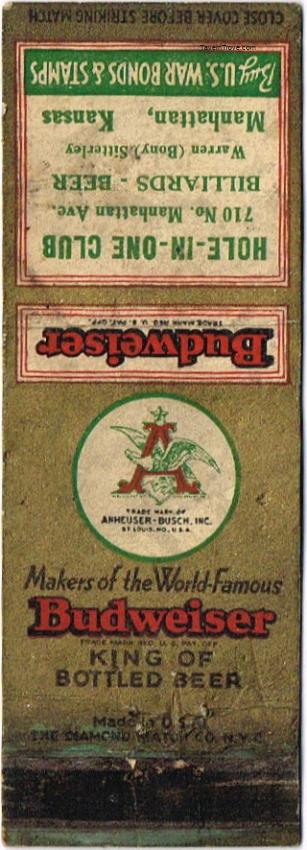 CLOSE COVER BEFORE STRIKING MATCH
HOLE-IN-ONE CLUB
710 No. Manhattan Ave.
BILLIARDS - BEER
Warren (Bony) Sitterley
Manhattan, Kansas
Buy U.S. WAR BONDS & STAMPS
Budweiser
TRADE MARK REG. U. S. PAT. OFF.
A
TRADE MARK OF
ANHEUSER-BUSCH, INC.
ST. LOUIS, MO., U.S.A.
Makers of the World-Famous
Budweiser
TRADE MARK REG. U. S. PAT. OFF.
KING OF
BOTTLED BEER
Made in U.S.A.
THE DIAMOND MATCH CO. N.Y.C.